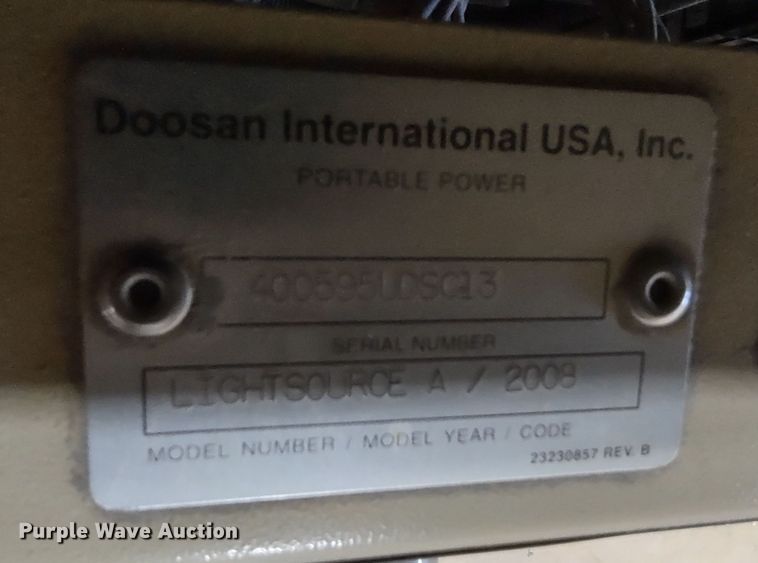 Doosan International USA, Inc.
PORTABLE POWER
400595UDSC13
SERIAL NUMBER
LIGHTSOURCE A / 2008
MODEL NUMBER / MODEL YEAR / CODE
23230857 REV. B
Purple Wave Auction